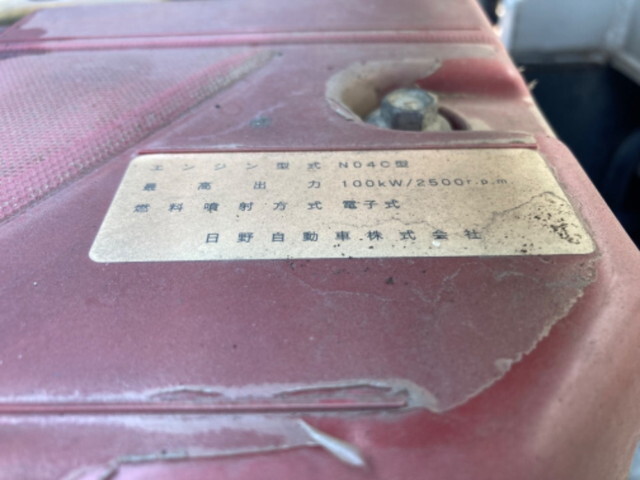 エンジン型式 N04C型
最高出力 100kW/2500r.p.m
燃料噴射方式 電子式
日野自動車株式会社